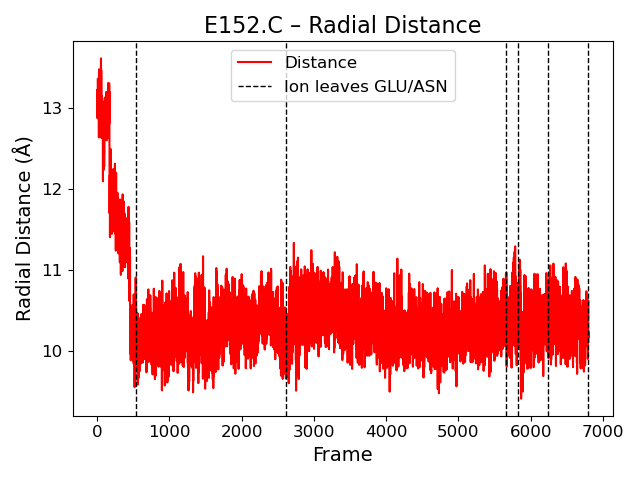 E152.C – Radial Distance
Distance
Ion leaves GLU/ASN
Radial Distance (Å)
13
12
11
10
0 1000 2000 3000 4000 5000 6000 7000
Frame